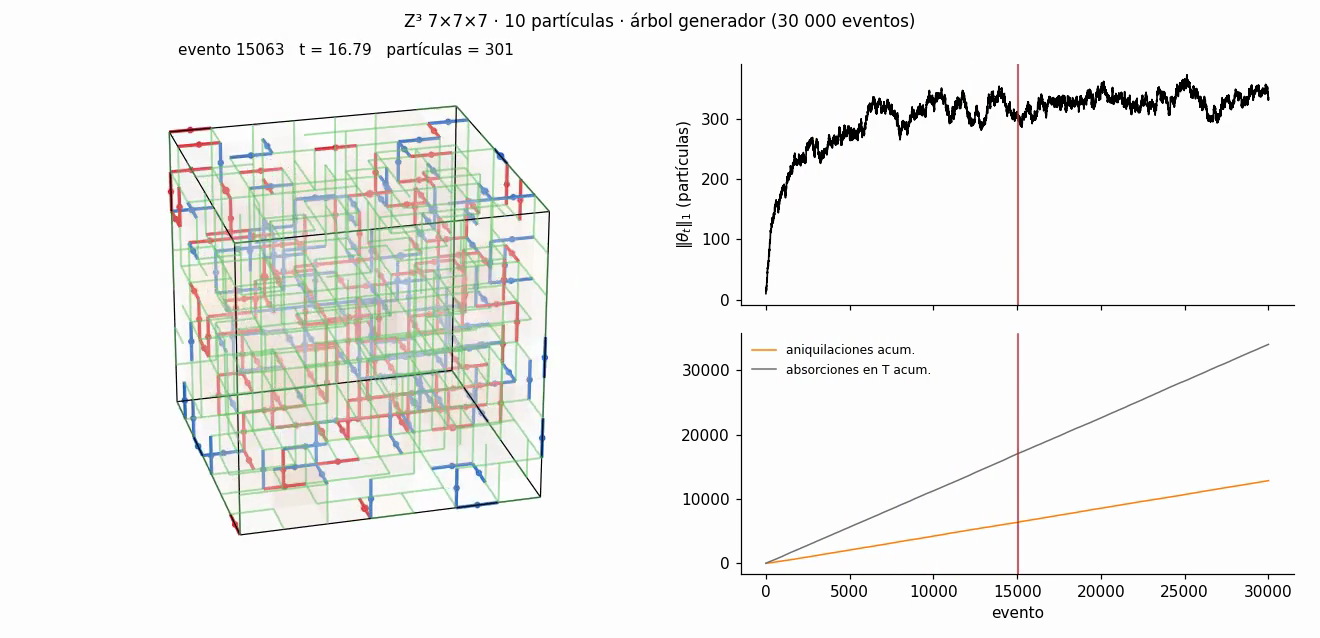 Z³ 7×7×7 · 10 partículas · árbol generador (30 000 eventos)
evento 15063   t = 16.79   partículas = 301
‖θₜ‖₁ (partículas)
300
200
100
0
aniquilaciones acum.
absorciones en T acum.
30000
20000
10000
0
0 5000 10000 15000 20000 25000 30000
evento